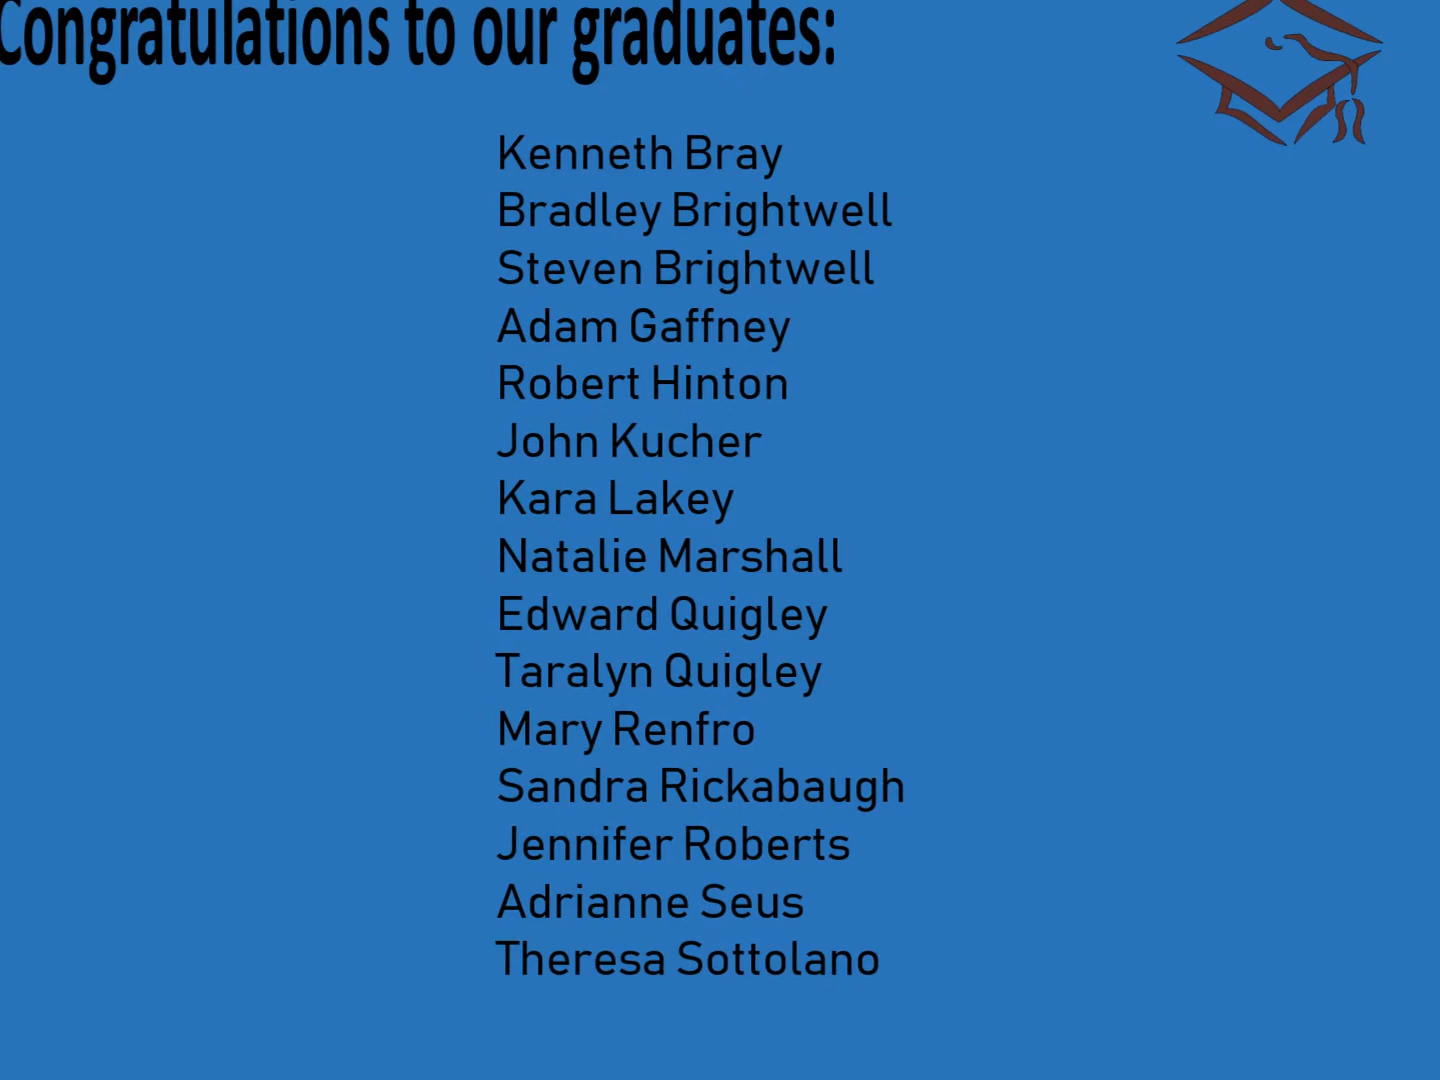 Congratulations to our graduates:
Kenneth Bray
Bradley Brightwell
Steven Brightwell
Adam Gaffney
Robert Hinton
John Kucher
Kara Lakey
Natalie Marshall
Edward Quigley
Taralyn Quigley
Mary Renfro
Sandra Rickabaugh
Jennifer Roberts
Adrianne Seus
Theresa Sottolano